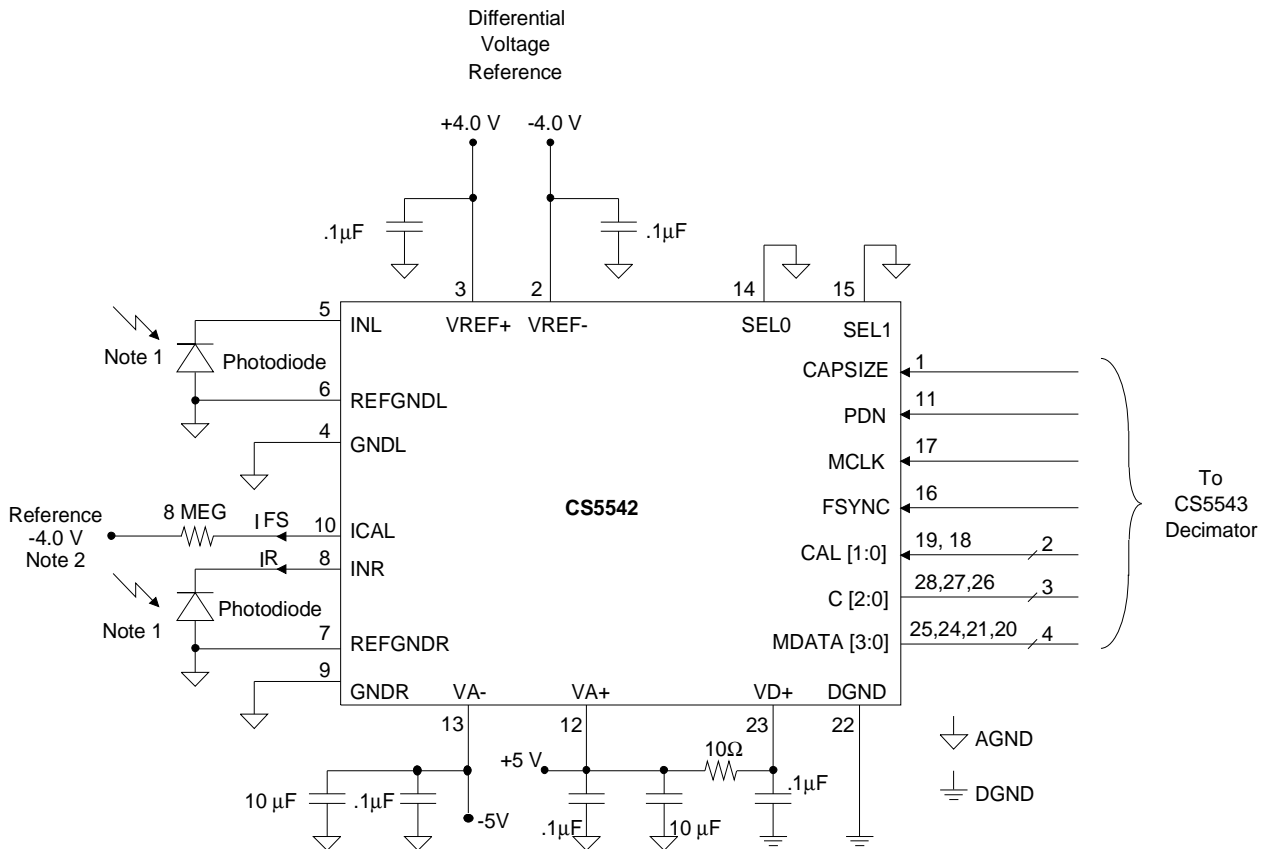 Differential
Voltage
Reference
+4.0 V
-4.0 V
.1µF
.1µF
3
2
14
15
5
INL
VREF+
VREF-
SEL0
SEL1
Note 1
Photodiode
6
REFGNDL
4
GNDL
CAPSIZE
1
PDN
11
MCLK
17
FSYNC
16
CAL [1:0]
19, 18
2
C [2:0]
28,27,26
3
MDATA [3:0]
25,24,21,20
4
To
CS5543
Decimator
CS5542
Reference
-4.0 V
Note 2
8 MEG
I FS
10
ICAL
IR
8
INR
Note 1
Photodiode
7
REFGNDR
9
GNDR
VA-
VA+
VD+
DGND
13
12
23
22
10 µF
.1µF
-5V
+5 V
.1µF
10 µF
10Ω
.1µF
AGND
DGND